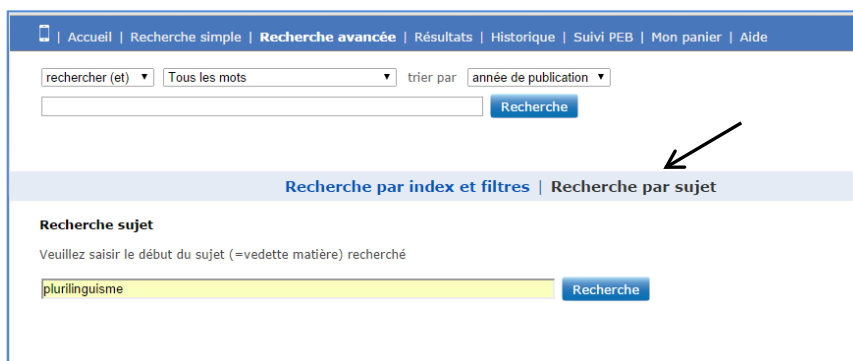 | Accueil | Recherche simple | Recherche avancée | Résultats | Historique | Suivi PEB | Mon panier | Aide
rechercher (et) Tous les mots trier par année de publication
Recherche
Recherche par index et filtres | Recherche par sujet
Recherche sujet
Veuillez saisir le début du sujet (=vedette matière) recherché
plurilinguisme Recherche